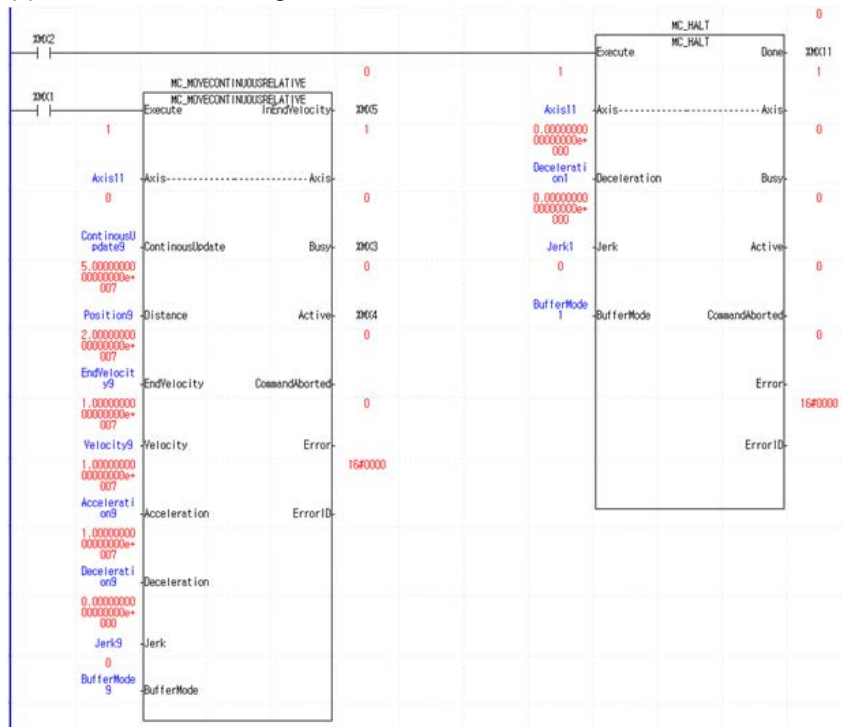 0
MC_HALT
%MX2
MC_HALT
Execute
Done
%MX11
0
1
1
MC_MOVECONTINUOUSRELATIVE
%MX1
MC_MOVECONTINUOUSRELATIVE
Execute
InEndVelocity
%MX5
Axis11
Axis
Axis
1
1
0.00000000
00000000e+
000
0
Axis11
Axis
Axis
Decelerati
on1
Deceleration
Busy
0
0
0.00000000
00000000e+
000
0
ContinousU
pdate9
ContinousUpdate
Busy
%MX3
Jerk1
Jerk
Active
5.00000000
00000000e+
007
0
0
0
Position9
Distance
Active
%MX4
BufferMode
1
BufferMode
CommandAborted
2.00000000
00000000e+
007
0
0
EndVelocit
y9
EndVelocity
CommandAborted
Error
1.00000000
00000000e+
007
0
16#0000
Velocity9
Velocity
Error
ErrorID
1.00000000
00000000e+
007
16#0000
Accelerati
on9
Acceleration
ErrorID
1.00000000
00000000e+
007
Decelerati
on9
Deceleration
0.00000000
00000000e+
000
Jerk9
Jerk
0
BufferMode
9
BufferMode